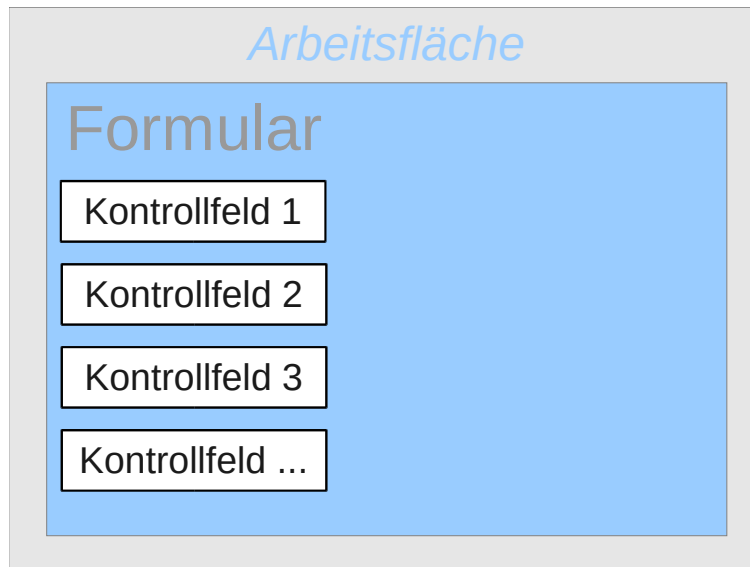 Arbeitsfläche
Formular
Kontrollfeld 1
Kontrollfeld 2
Kontrollfeld 3
Kontrollfeld ...